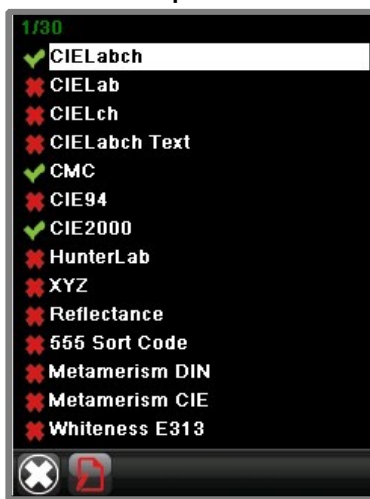 1/30
CIELabch
CIELab
CIELch
CIELabch Text
CMC
CIE94
CIE2000
HunterLab
XYZ
Reflectance
555 Sort Code
Metamerism DIN
Metamerism CIE
Whiteness E313